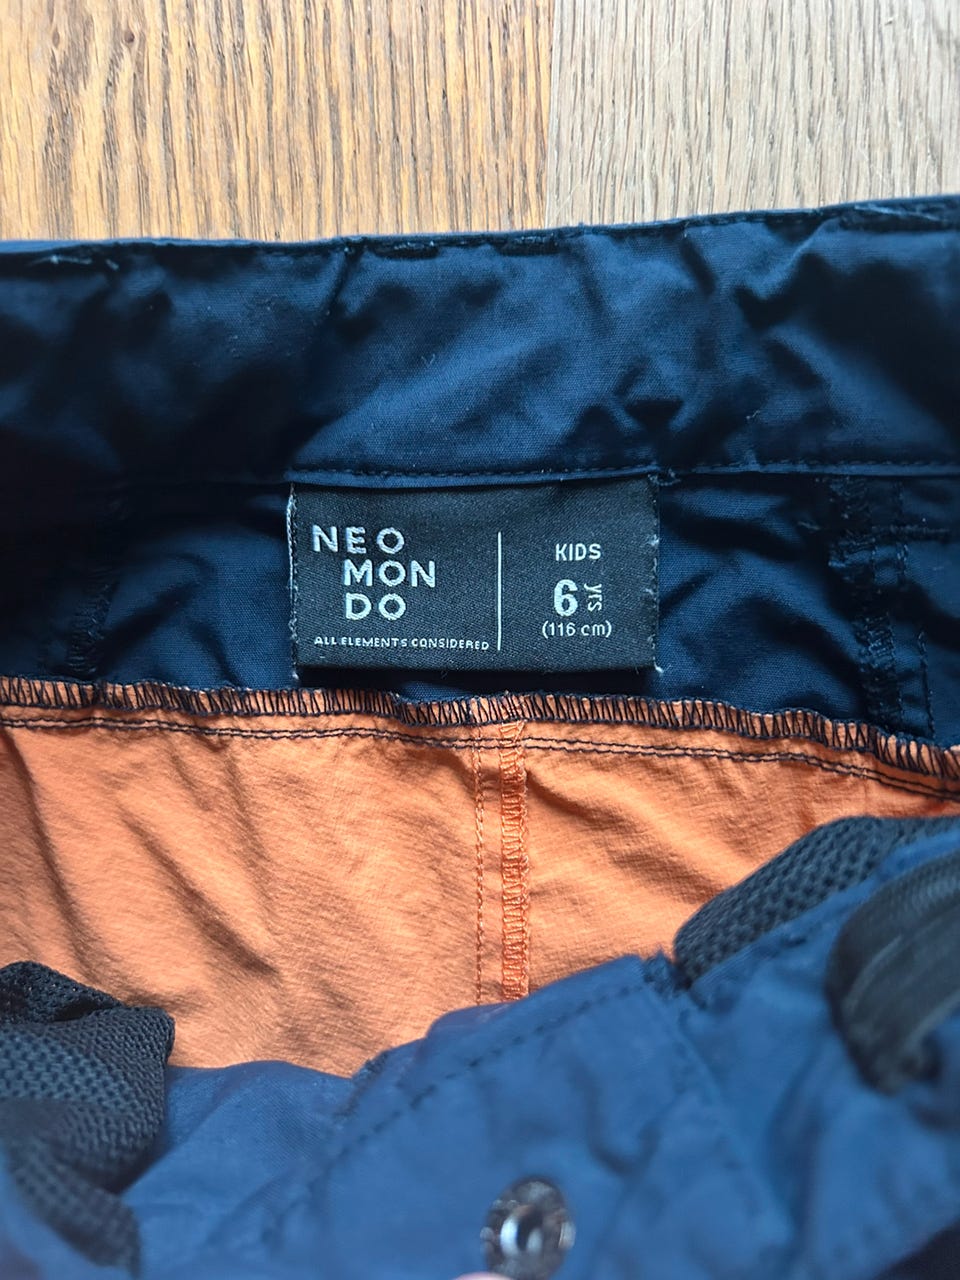 NEO
MON
DO
ALL ELEMENTS CONSIDERED
KIDS
6 yrs
(116 cm)